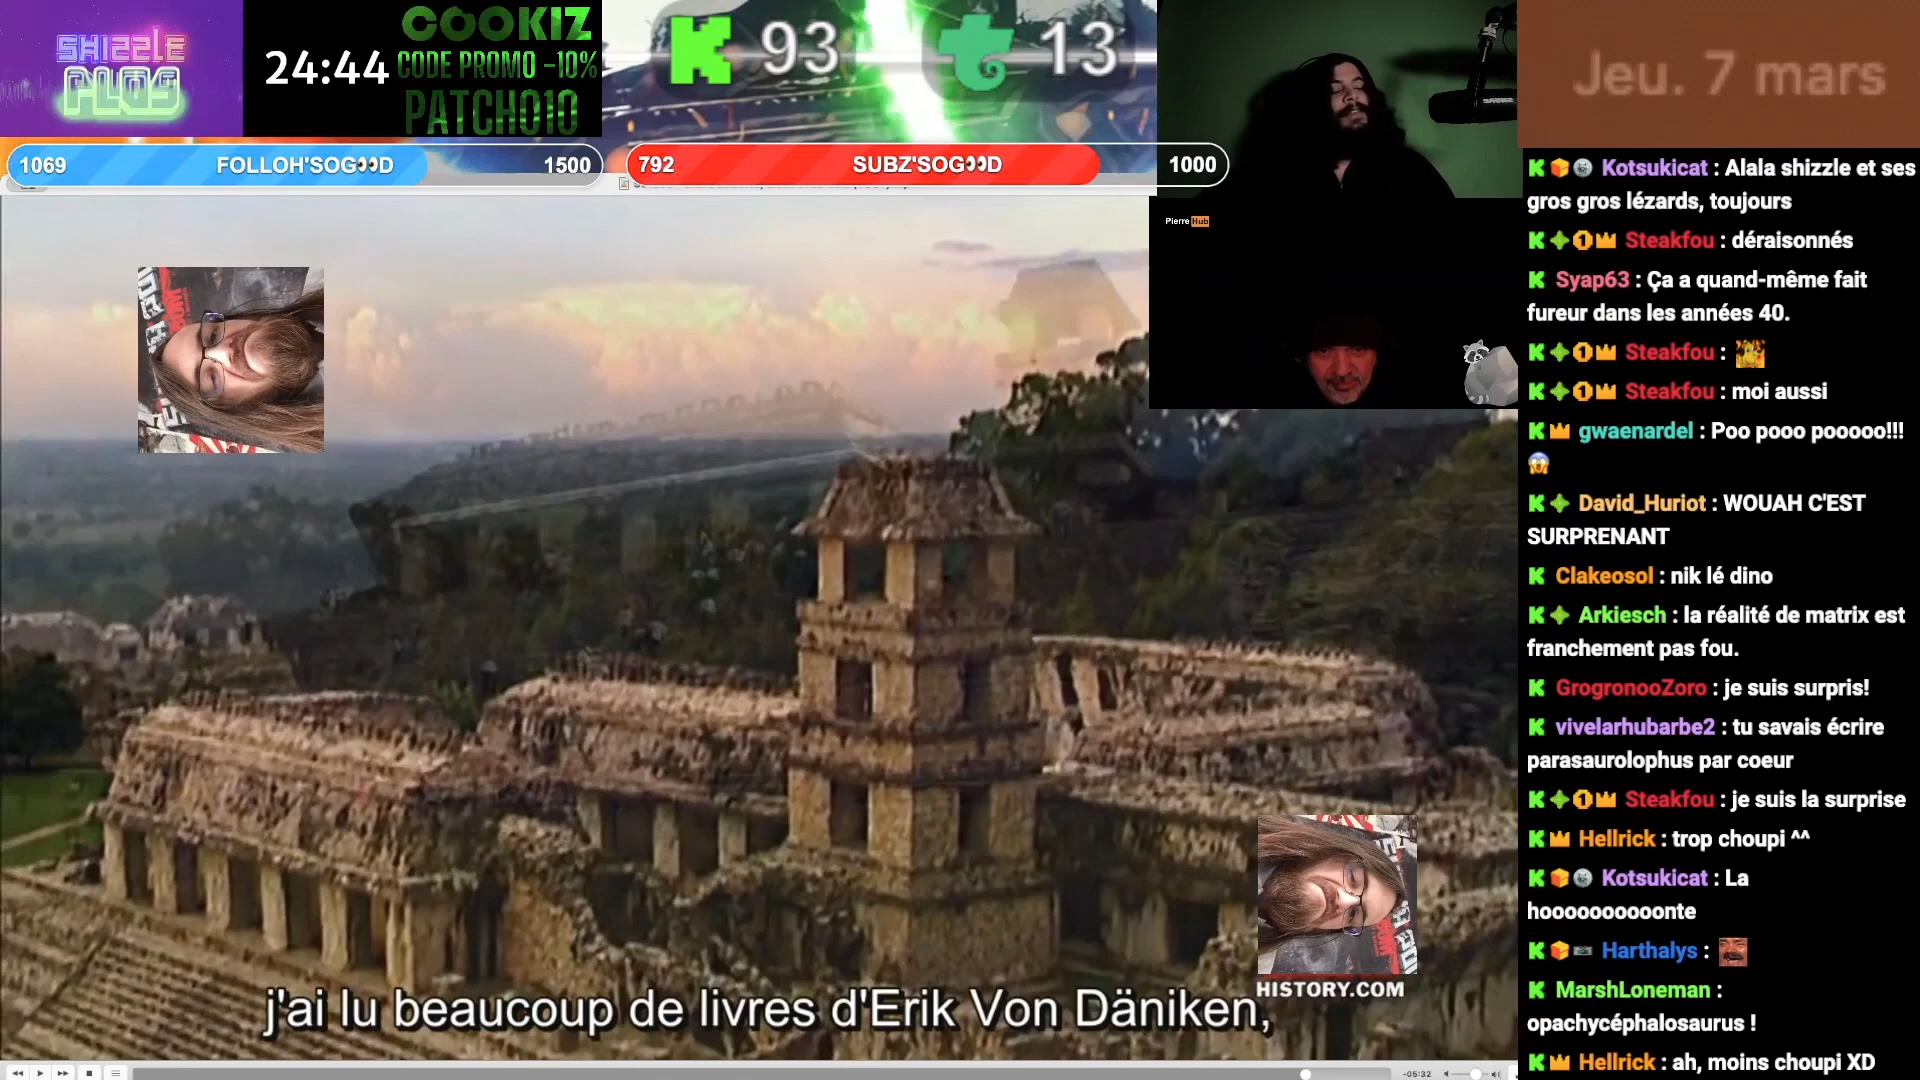 SHIZZLE
PLOS
24:44
COOKIZ
CODE PROMO -10%
PATCHO10
K 93
13
Jeu. 7 mars
1069 FOLLOH'SOG👀D 1500
792 SUBZ'SOG👀D 1000
Pierre Hub
Kotsukicat : Alala shizzle et ses
gros gros lézards, toujours
Steakfou : déraisonnés
Syap63 : Ça a quand-même fait
fureur dans les années 40.
Steakfou :
Steakfou : moi aussi
gwaenardel : Poo pooo pooooo!!!
😱
David_Huriot : WOUAH C'EST
SURPRENANT
Clakeosol : nik lé dino
Arkiesch : la réalité de matrix est
franchement pas fou.
GrogronooZoro : je suis surpris!
vivelarhubarbe2 : tu savais écrire
parasaurolophus par coeur
Steakfou : je suis la surprise
Hellrick : trop choupi ^^
Kotsukicat : La
hoooooooooonte
Harthalys :
MarshLoneman :
opachycéphalosaurus !
Hellrick : ah, moins choupi XD
HISTORY.COM
j'ai lu beaucoup de livres d'Erik Von Däniken,
-05:32